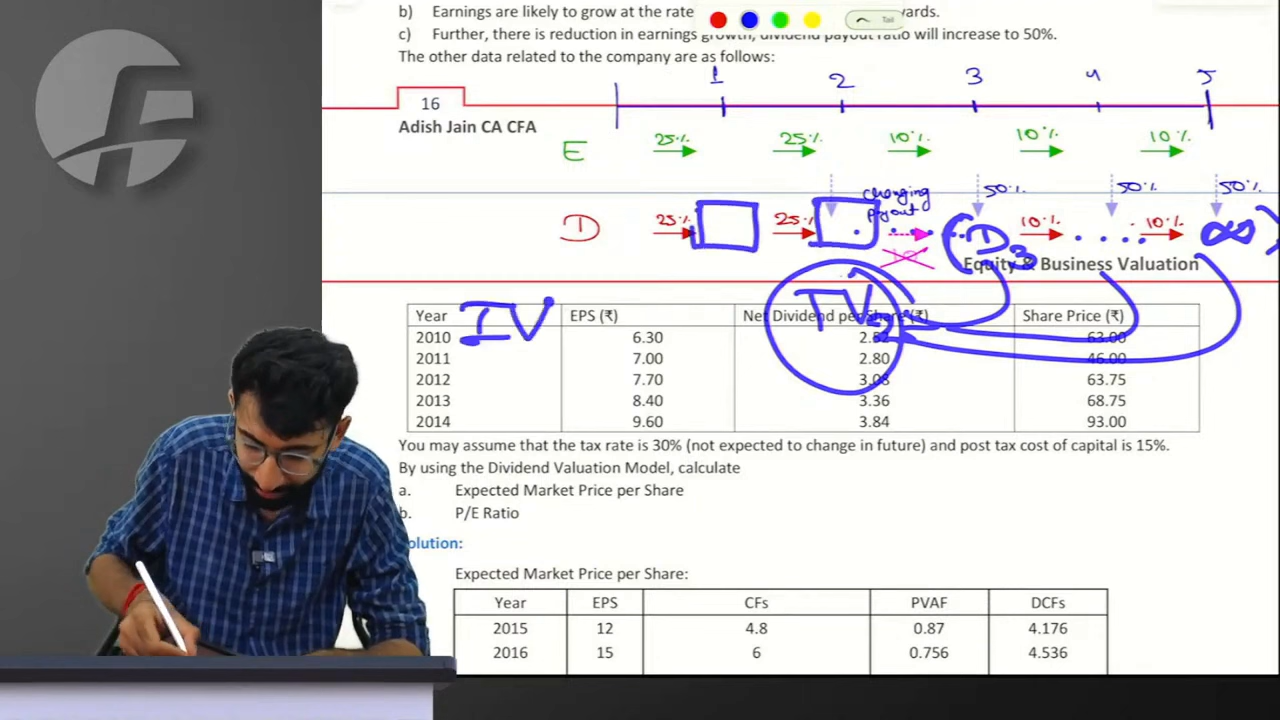 b) Earnings are likely to grow at the rate wards.
c) Further, there is reduction in earnings growth, dividend payout ratio will increase to 50%.
The other data related to the company are as follows:
1 2 3 4 5
16
Adish Jain CA CFA
E 25% 25% 10% 10% 10%
changing payout 50% 50% 50%
D 25% 25% 10% (D3 10% 10% ∞)
Equity & Business Valuation
IV TV2
Year EPS (₹) Net Dividend per Share (₹) Share Price (₹)
2010 6.30 2.52 63.00
2011 7.00 2.80 46.00
2012 7.70 3.08 63.75
2013 8.40 3.36 68.75
2014 9.60 3.84 93.00
You may assume that the tax rate is 30% (not expected to change in future) and post tax cost of capital is 15%.
By using the Dividend Valuation Model, calculate
a. Expected Market Price per Share
b. P/E Ratio
olution:
Expected Market Price per Share:
Year EPS CFs PVAF DCFs
2015 12 4.8 0.87 4.176
2016 15 6 0.756 4.536